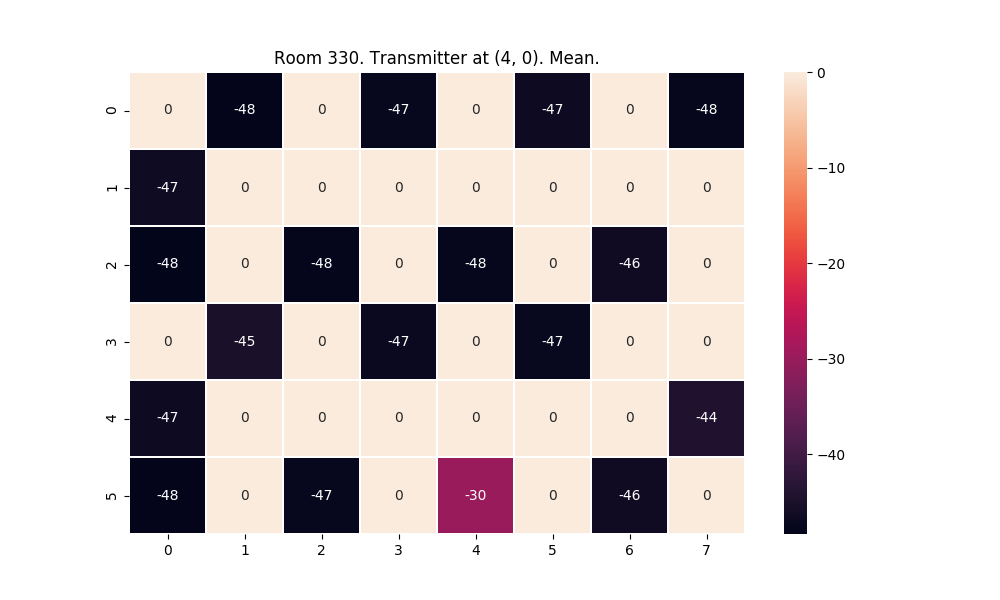 Room 330. Transmitter at (4, 0). Mean.
0 0 -48 0 -47 0 -47 0 -48 0
1 -47 0 0 0 0 0 0 0 −10
2 -48 0 -48 0 -48 0 -46 0 −20
3 0 -45 0 -47 0 -47 0 0 −30
4 -47 0 0 0 0 0 0 -44 −40
5 -48 0 -47 0 -30 0 -46 0
0 1 2 3 4 5 6 7